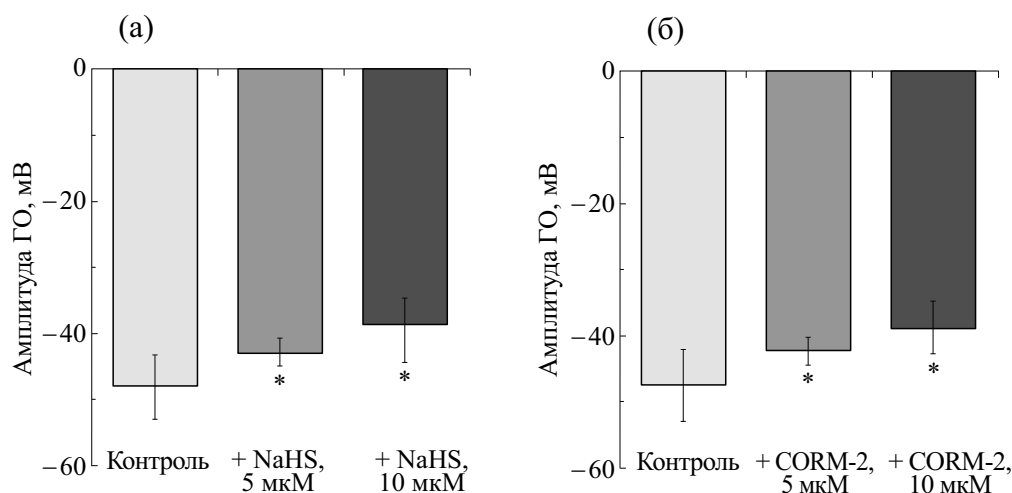 (а)
Амплитуда ГО, мВ
0
−20
−40
−60
*
*
Контроль
+ NaHS,
5 мкМ
+ NaHS,
10 мкМ
(б)
Амплитуда ГО, мВ
0
−20
−40
−60
*
*
Контроль
+ CORM-2,
5 мкМ
+ CORM-2,
10 мкМ